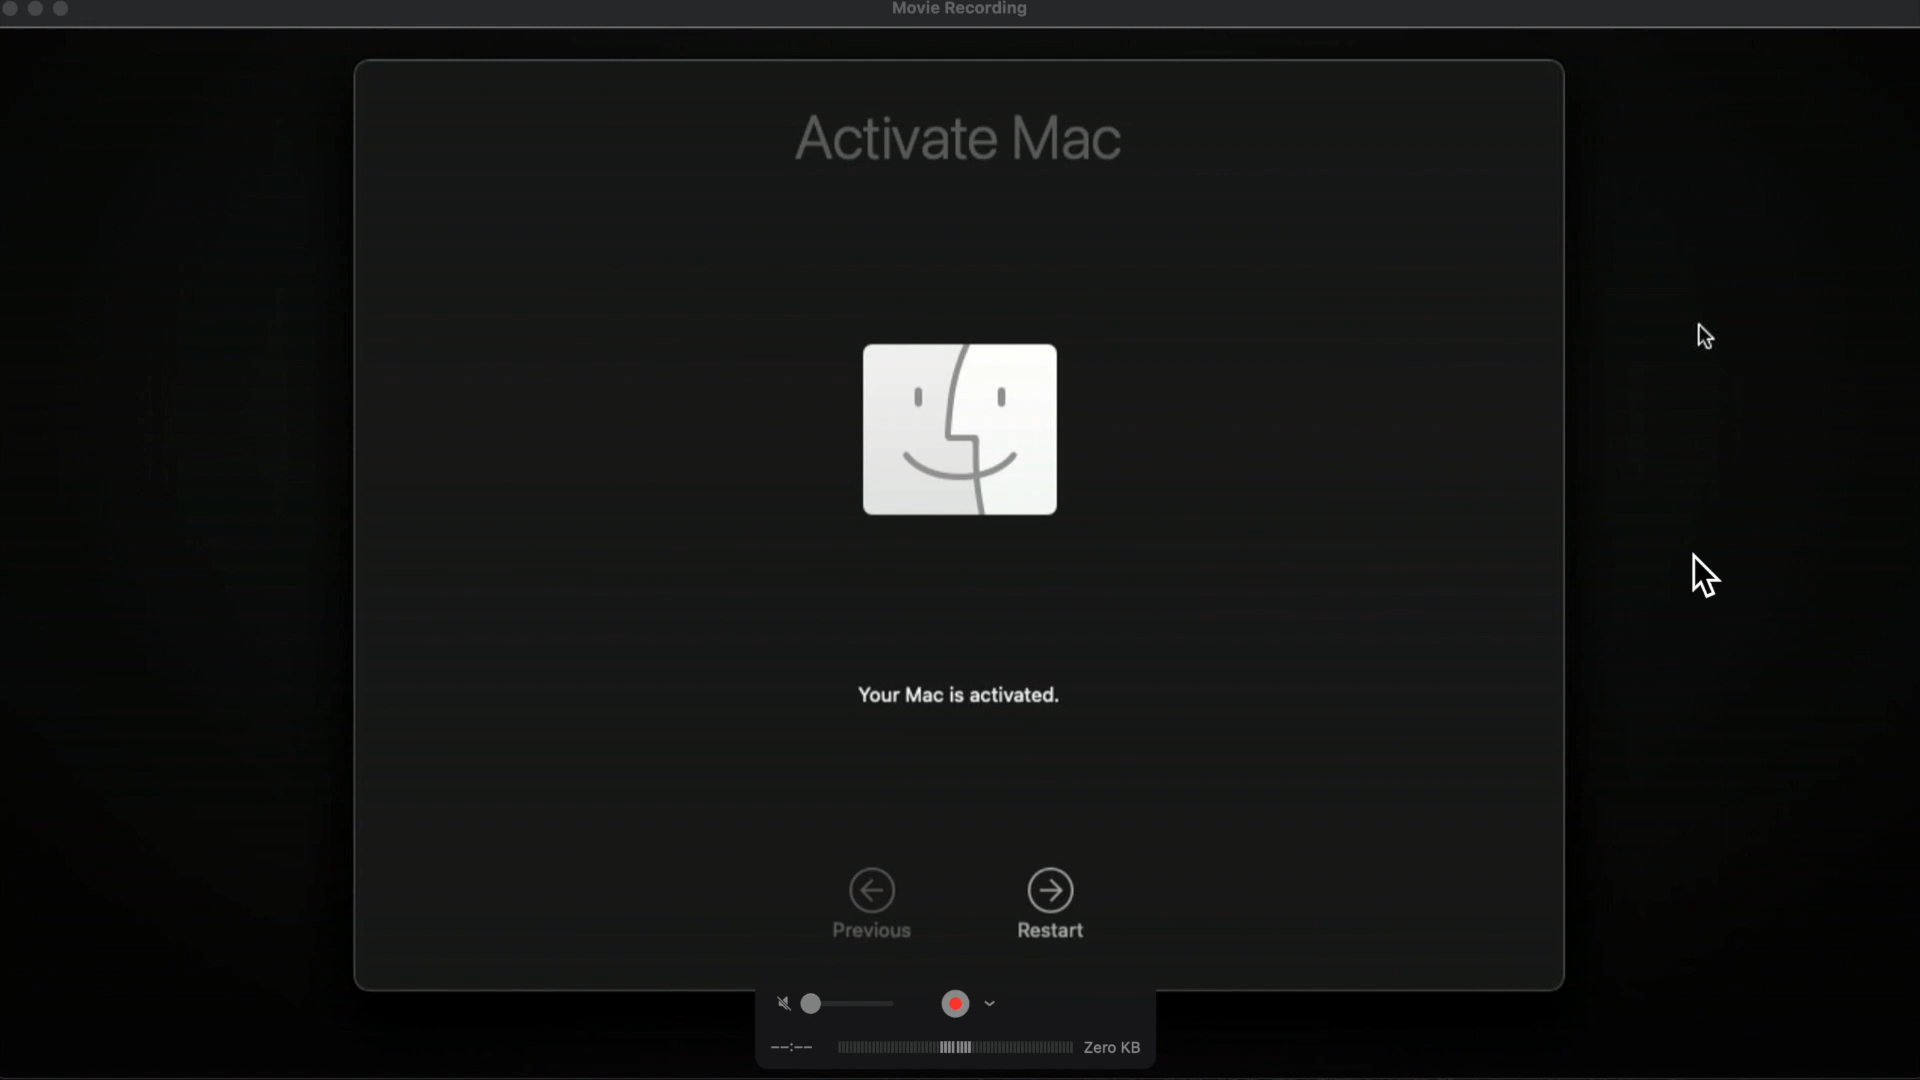 Movie Recording
Activate Mac
Your Mac is activated.
Previous
Restart
--:--
Zero KB